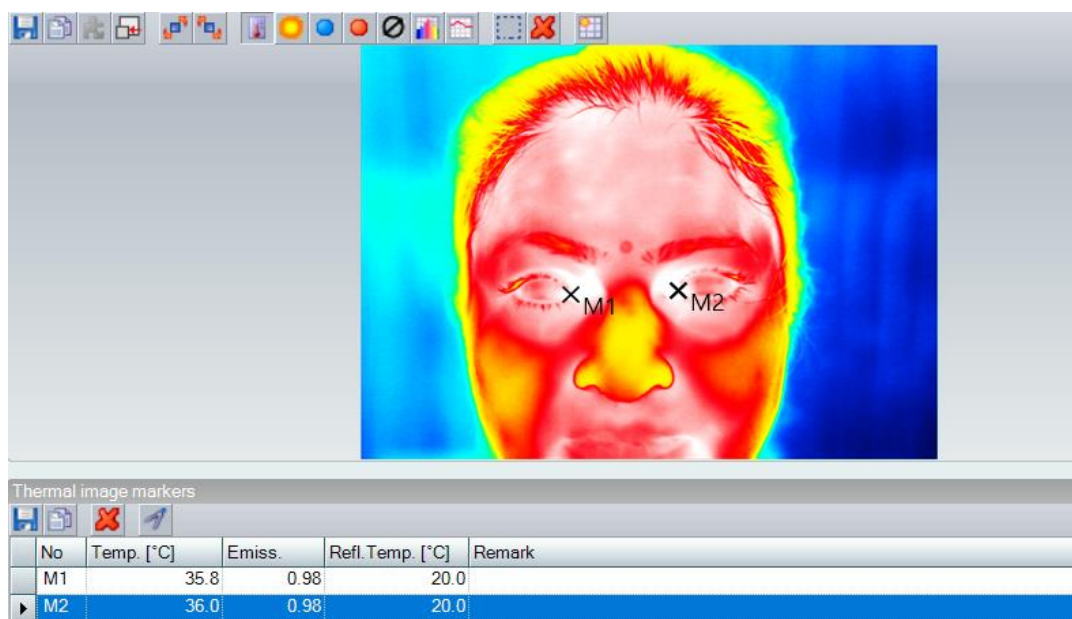 M1
M2
Thermal image markers
No Temp. [°C] Emiss. Refl.Temp. [°C] Remark
M1 35.8 0.98 20.0
M2 36.0 0.98 20.0